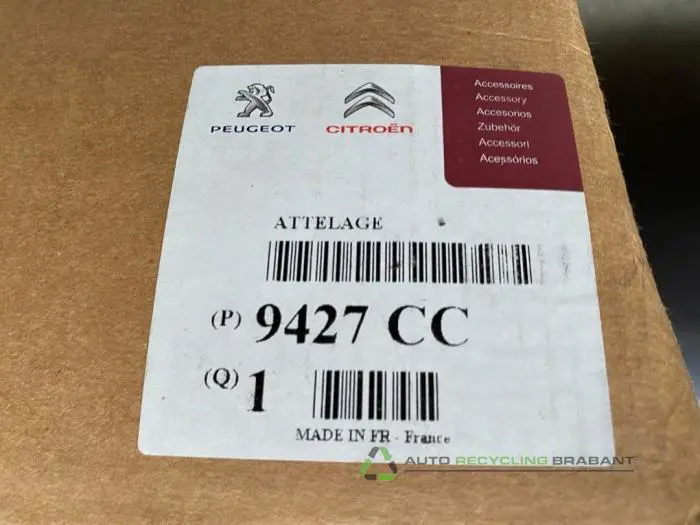 PEUGEOT
CITROËN
Accessoires
Accessory
Accesorios
Zubehör
Accessori
Acessórios
ATTELAGE
(P) 9427 CC
(Q) 1
MADE IN FR - France
AUTO RECYCLING BRABANT